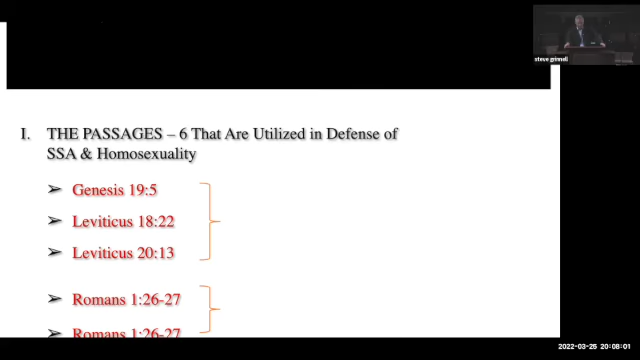 steve grinnell
I. THE PASSAGES – 6 That Are Utilized in Defense of
SSA & Homosexuality
➢ Genesis 19:5
➢ Leviticus 18:22
➢ Leviticus 20:13
➢ Romans 1:26-27
➢ Romans 1:26-27
2022-03-25 20:08:01